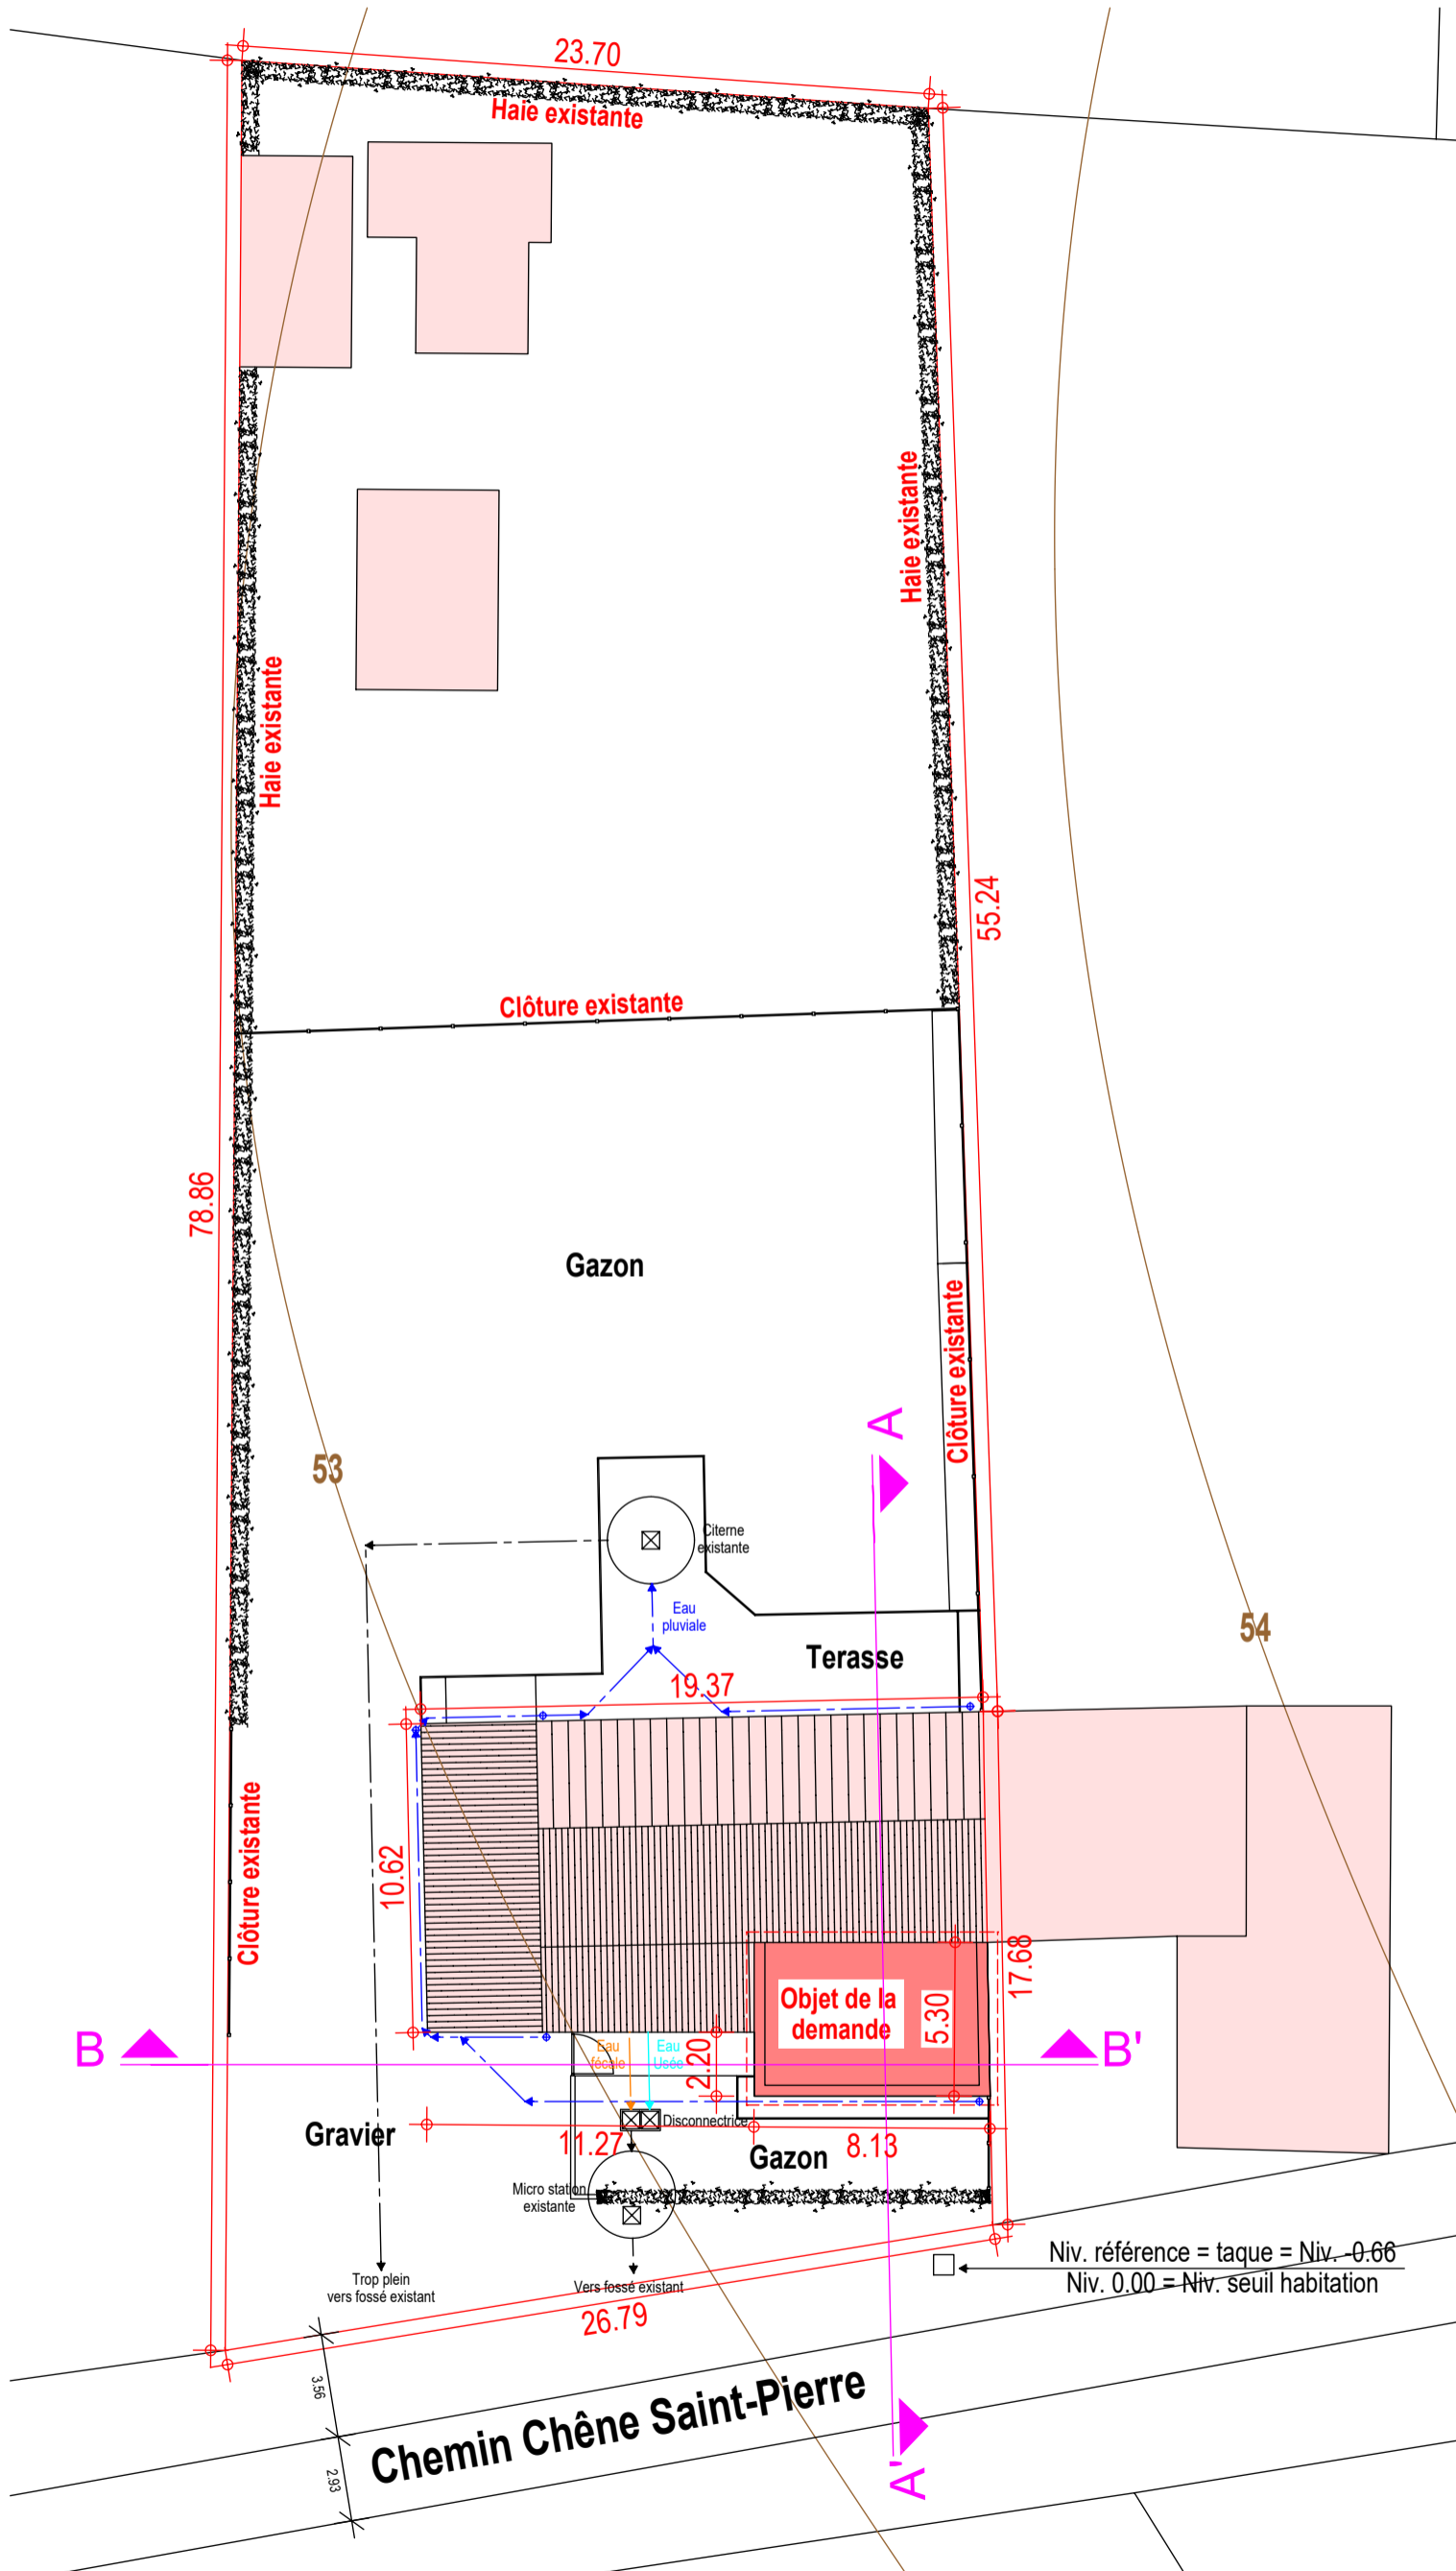 23.70
Haie existante
Haie existante
Haie existante
55.24
Clôture existante
78.86
Gazon
Clôture existante
A
53
Citerne
existante
Eau
pluviale
54
Terasse
19.37
10.62
Clôture existante
17.68
Objet de la
demande
5.30
B
Eau
fécale
Eau
Usée
2.20
B'
Disconnectrice
Gravier
11.27
8.13
Gazon
Micro station
existante
Niv. référence = taque = Niv. -0.66
Niv. 0.00 = Niv. seuil habitation
Trop plein
vers fossé existant
Vers fossé existant
26.79
3.56
Chemin Chêne Saint-Pierre
2.93
A'